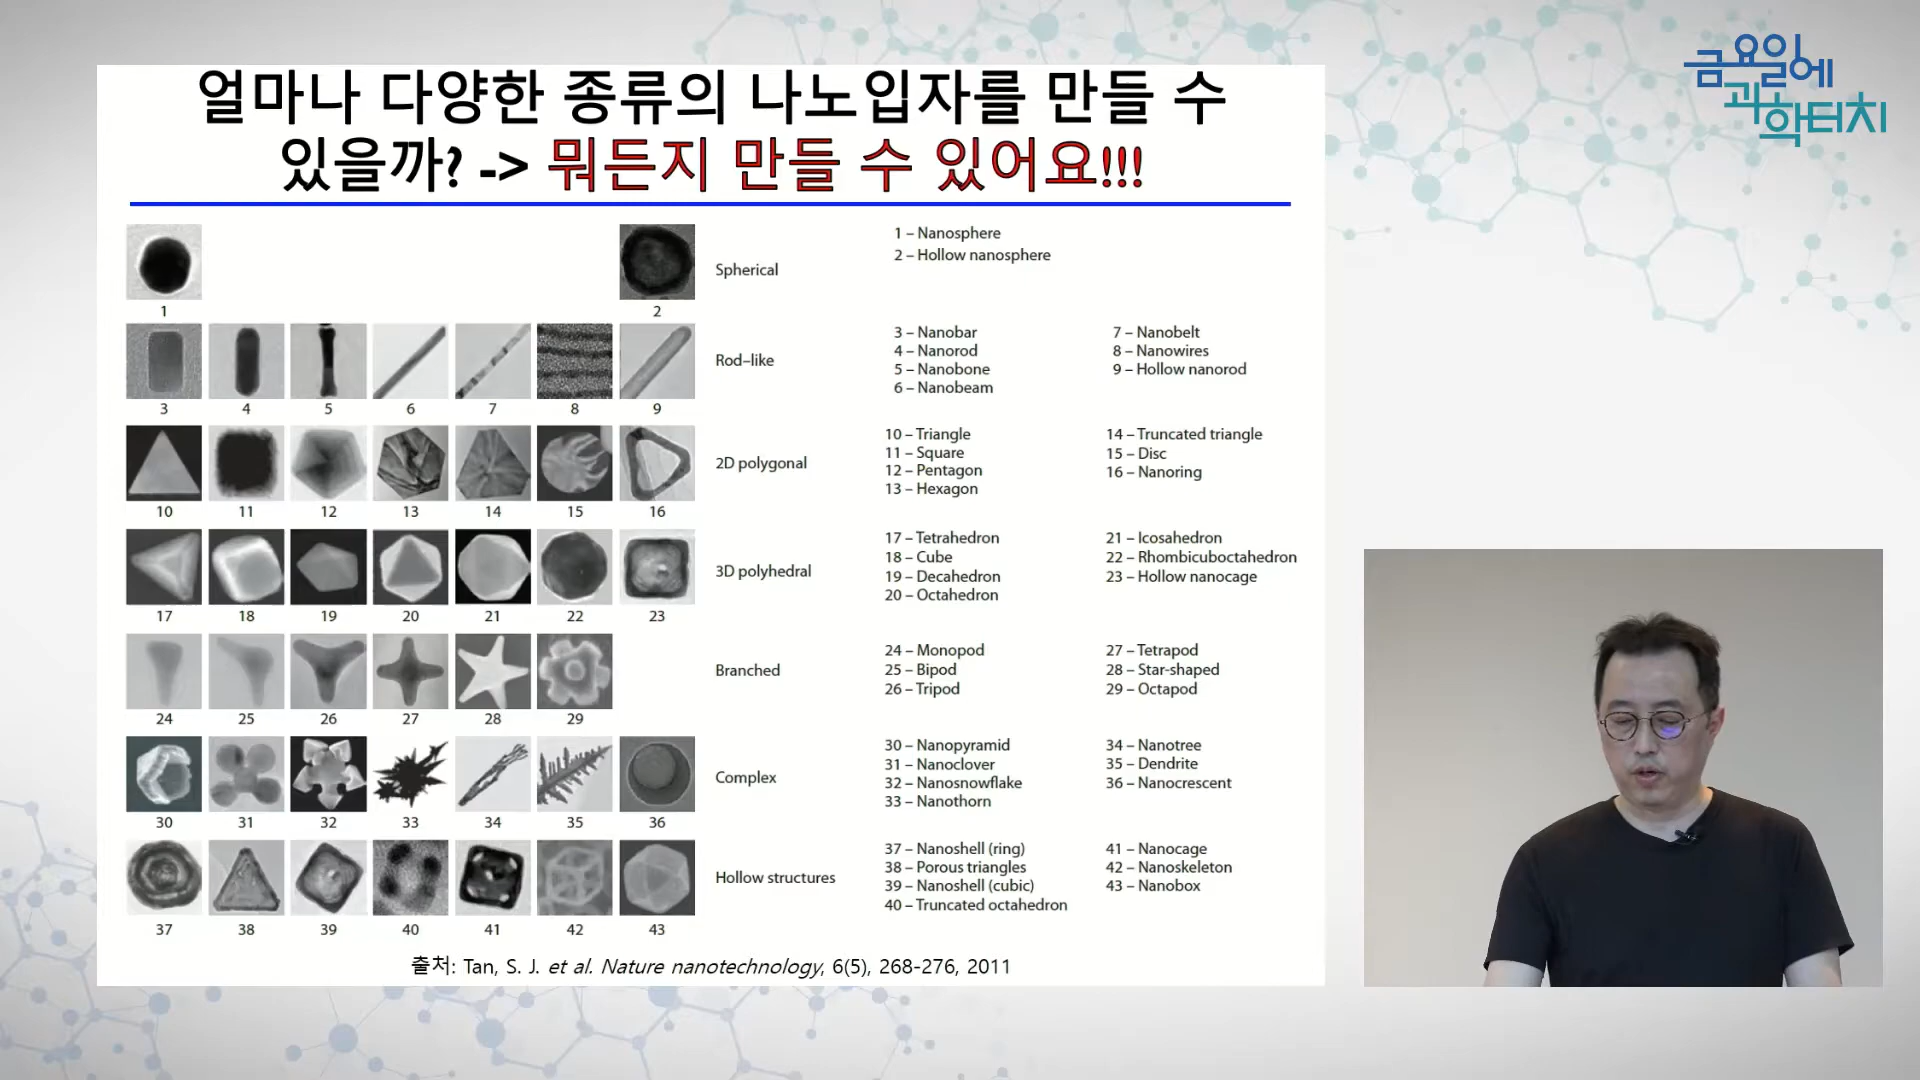 금요일에
과학터치
얼마나 다양한 종류의 나노입자를 만들 수
있을까? -> 뭐든지 만들 수 있어요!!!
1 2
Spherical
1 – Nanosphere
2 – Hollow nanosphere
3 4 5 6 7 8 9
Rod–like
3 – Nanobar
4 – Nanorod
5 – Nanobone
6 – Nanobeam
7 – Nanobelt
8 – Nanowires
9 – Hollow nanorod
10 11 12 13 14 15 16
2D polygonal
10 – Triangle
11 – Square
12 – Pentagon
13 – Hexagon
14 – Truncated triangle
15 – Disc
16 – Nanoring
17 18 19 20 21 22 23
3D polyhedral
17 – Tetrahedron
18 – Cube
19 – Decahedron
20 – Octahedron
21 – Icosahedron
22 – Rhombicuboctahedron
23 – Hollow nanocage
24 25 26 27 28 29
Branched
24 – Monopod
25 – Bipod
26 – Tripod
27 – Tetrapod
28 – Star-shaped
29 – Octapod
30 31 32 33 34 35 36
Complex
30 – Nanopyramid
31 – Nanoclover
32 – Nanosnowflake
33 – Nanothorn
34 – Nanotree
35 – Dendrite
36 – Nanocrescent
37 38 39 40 41 42 43
Hollow structures
37 – Nanoshell (ring)
38 – Porous triangles
39 – Nanoshell (cubic)
40 – Truncated octahedron
41 – Nanocage
42 – Nanoskeleton
43 – Nanobox
출처: Tan, S. J. et al. Nature nanotechnology, 6(5), 268-276, 2011